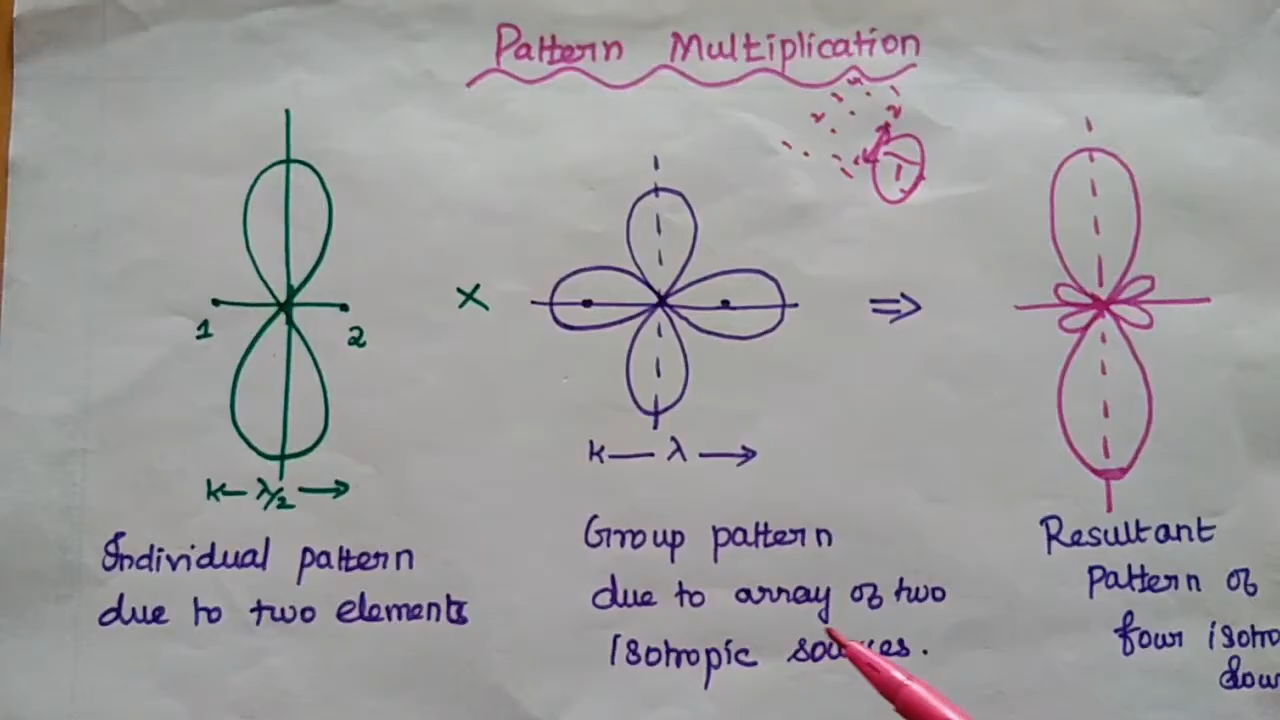 Pattern Multiplication
1
2
×
⇒
k— λ/2 →
k— λ →
Individual pattern
due to two elements
Group pattern
due to array of two
isotropic sources.
Resultant
pattern of
four isotro